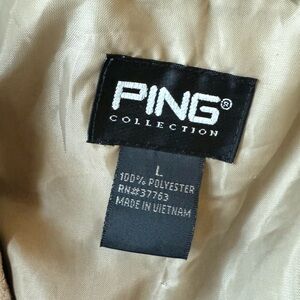 PING®
COLLECTION
L
100% POLYESTER
RN#37763
MADE IN VIETNAM